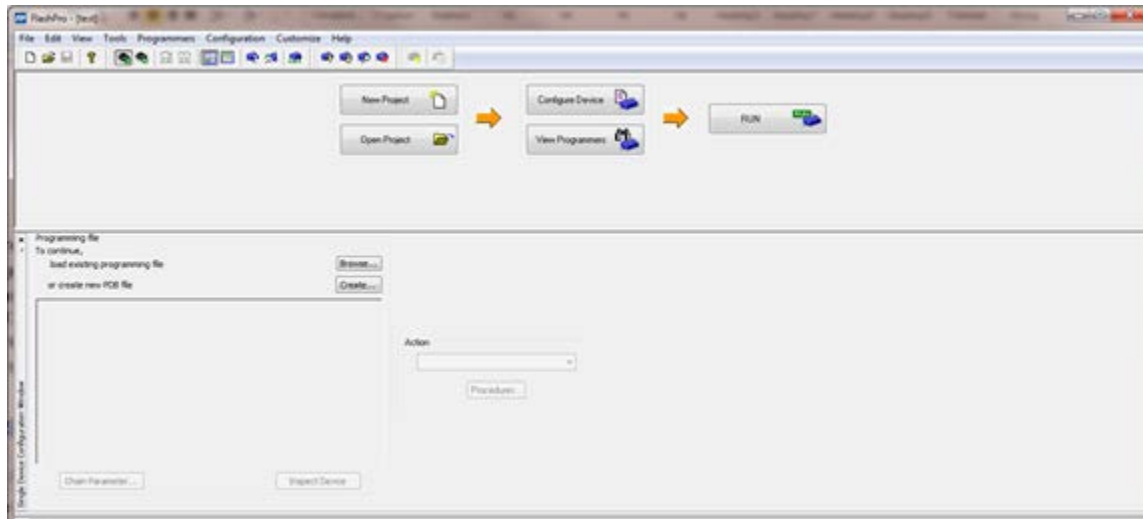 FlashPro - [test]
File Edit View Tools Programmers Configuration Customize Help
New Project
Configure Device
RUN
Open Project
View Programmers
Programming file
To continue,
load existing programming file
Browse...
or create new PDB file
Create...
Action
Procedures...
Chain Parameter...
Inspect Device
Single Device Configuration Window